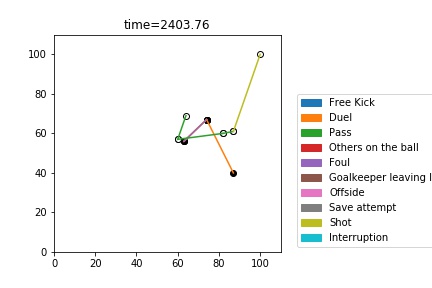 time=2403.76
100
80
60
40
20
0
0 20 40 60 80 100
Free Kick
Duel
Pass
Others on the ball
Foul
Goalkeeper leaving l
Offside
Save attempt
Shot
Interruption